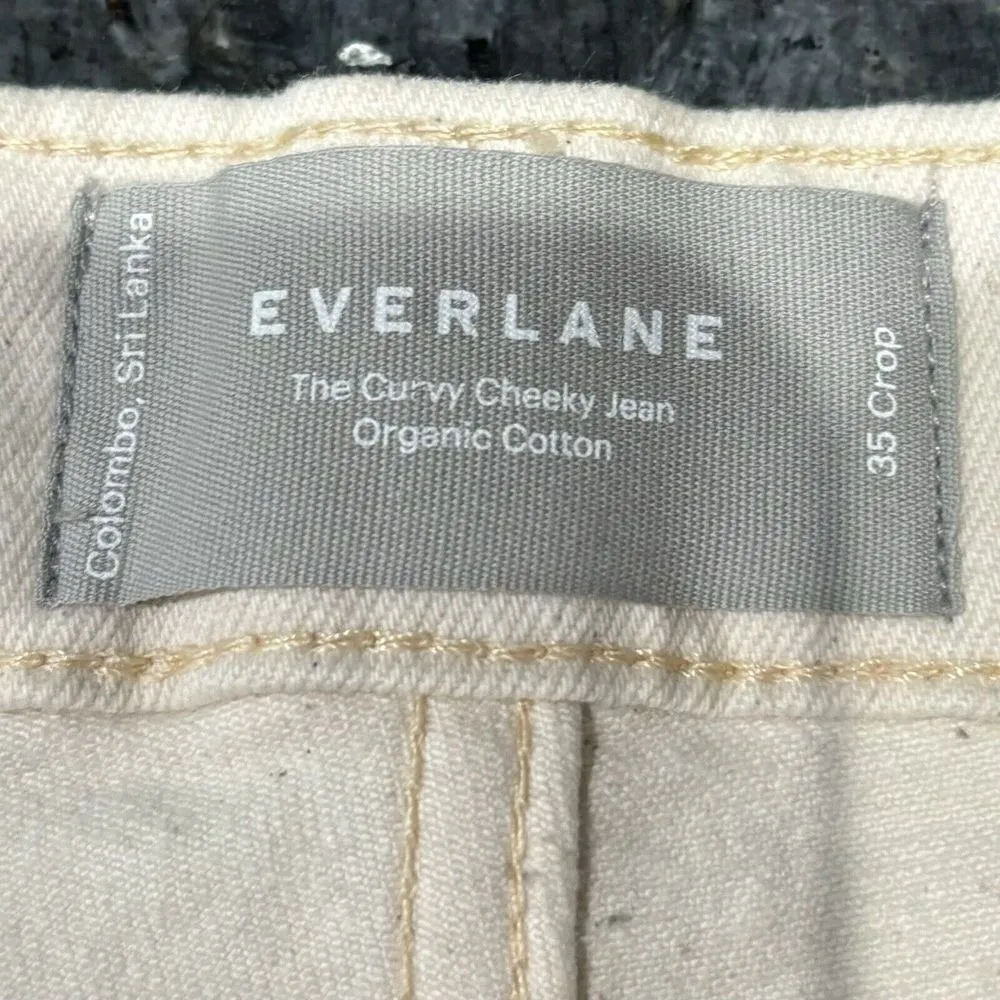 EVERLANE
The Curvy Cheeky Jean
Organic Cotton
Colombo, Sri Lanka
35 Crop